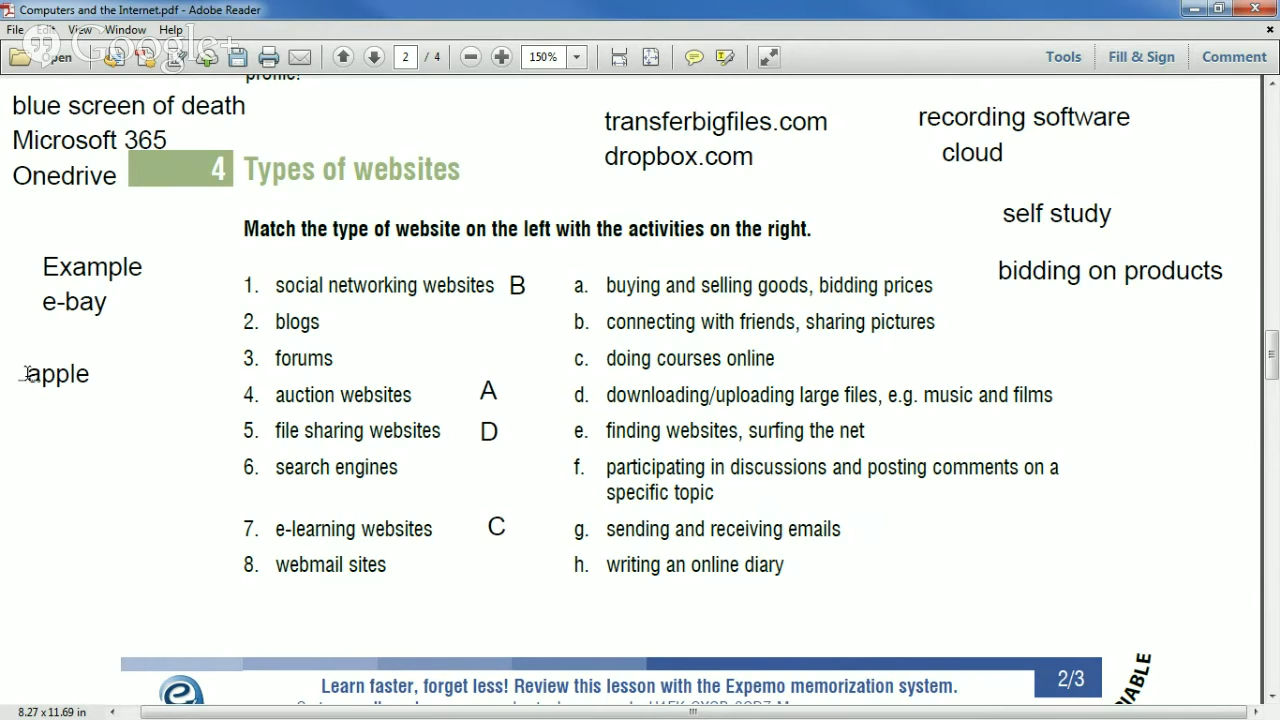 Computers and the Internet.pdf - Adobe Reader
File Edit View Window Help
Google+
Open 2 / 4 150% Tools Fill & Sign Comment
profile?
blue screen of death
Microsoft 365
Onedrive
transferbigfiles.com
dropbox.com
recording software
cloud
4 Types of websites
self study
Match the type of website on the left with the activities on the right.
Example
e-bay
apple
bidding on products
1. social networking websites B a. buying and selling goods, bidding prices
2. blogs b. connecting with friends, sharing pictures
3. forums c. doing courses online
4. auction websites A d. downloading/uploading large files, e.g. music and films
5. file sharing websites D e. finding websites, surfing the net
6. search engines f. participating in discussions and posting comments on a
specific topic
7. e-learning websites C g. sending and receiving emails
8. webmail sites h. writing an online diary
2/3
Learn faster, forget less! Review this lesson with the Expemo memorization system.
8.27 x 11.69 in